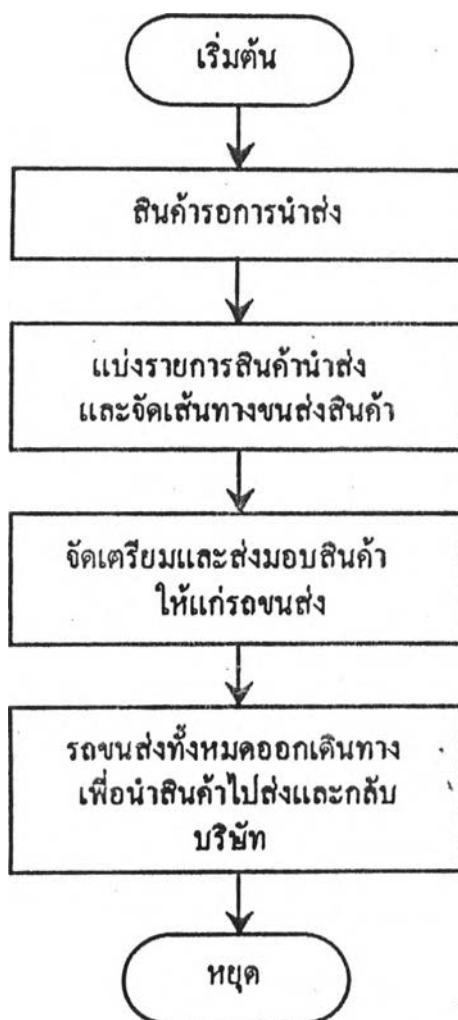 เริ่มต้น
สินค้ารอการนำส่ง
แบ่งรายการสินค้านำส่ง
และจัดเส้นทางขนส่งสินค้า
จัดเตรียมและส่งมอบสินค้า
ให้แก่รถขนส่ง
รถขนส่งทั้งหมดออกเดินทาง
เพื่อนำสินค้าไปส่งและกลับ
บริษัท
หยุด